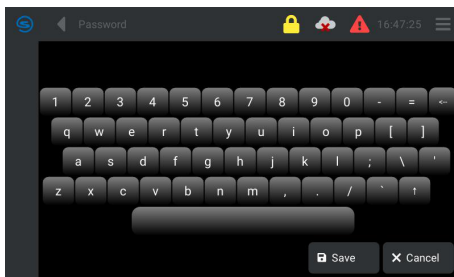 Password 16:47:25
1 2 3 4 5 6 7 8 9 0 - = <--
q w e r t y u i o p [ ]
a s d f g h j k l ; \ '
z x c v b n m , . / ` ↑
Save Cancel